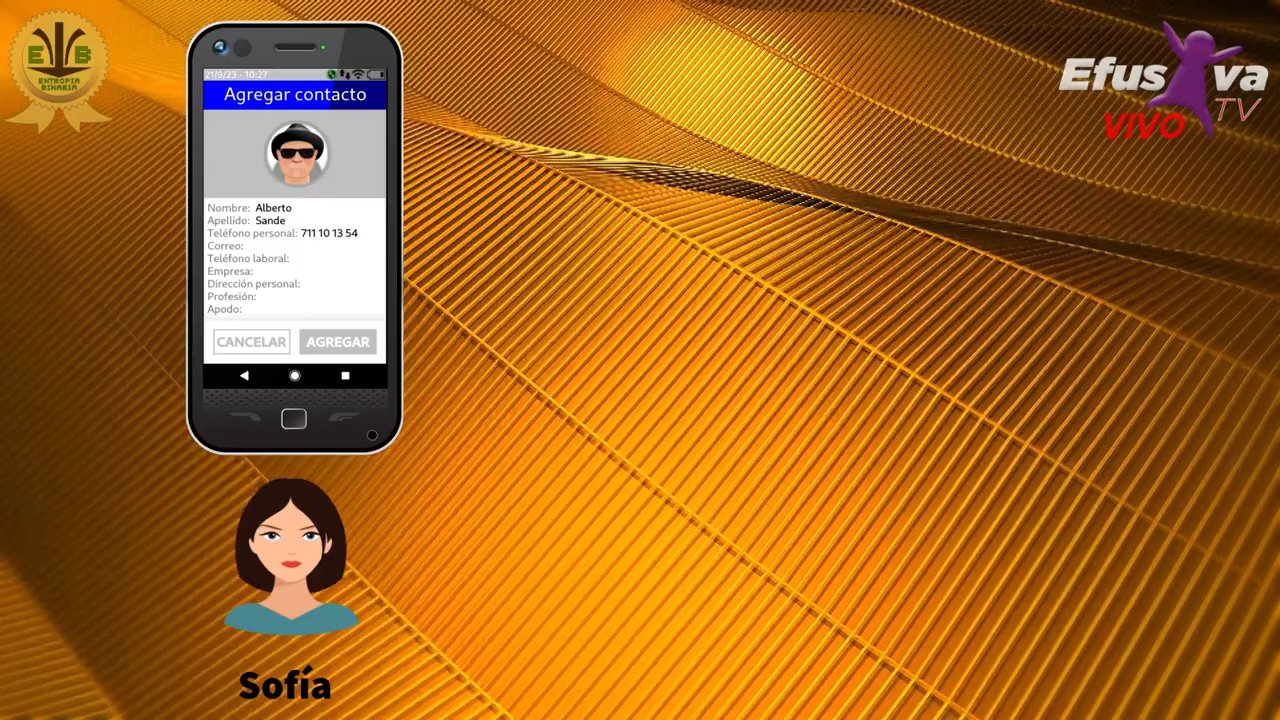 E B
ENTROPIA
BINARIA
21/9/23 - 10:27
Agregar contacto
Nombre: Alberto
Apellido: Sande
Teléfono personal: 711 10 13 54
Correo:
Teléfono laboral:
Empresa:
Dirección personal:
Profesión:
Apodo:
CANCELAR AGREGAR
Efusiva
TV
VIVO
Sofía